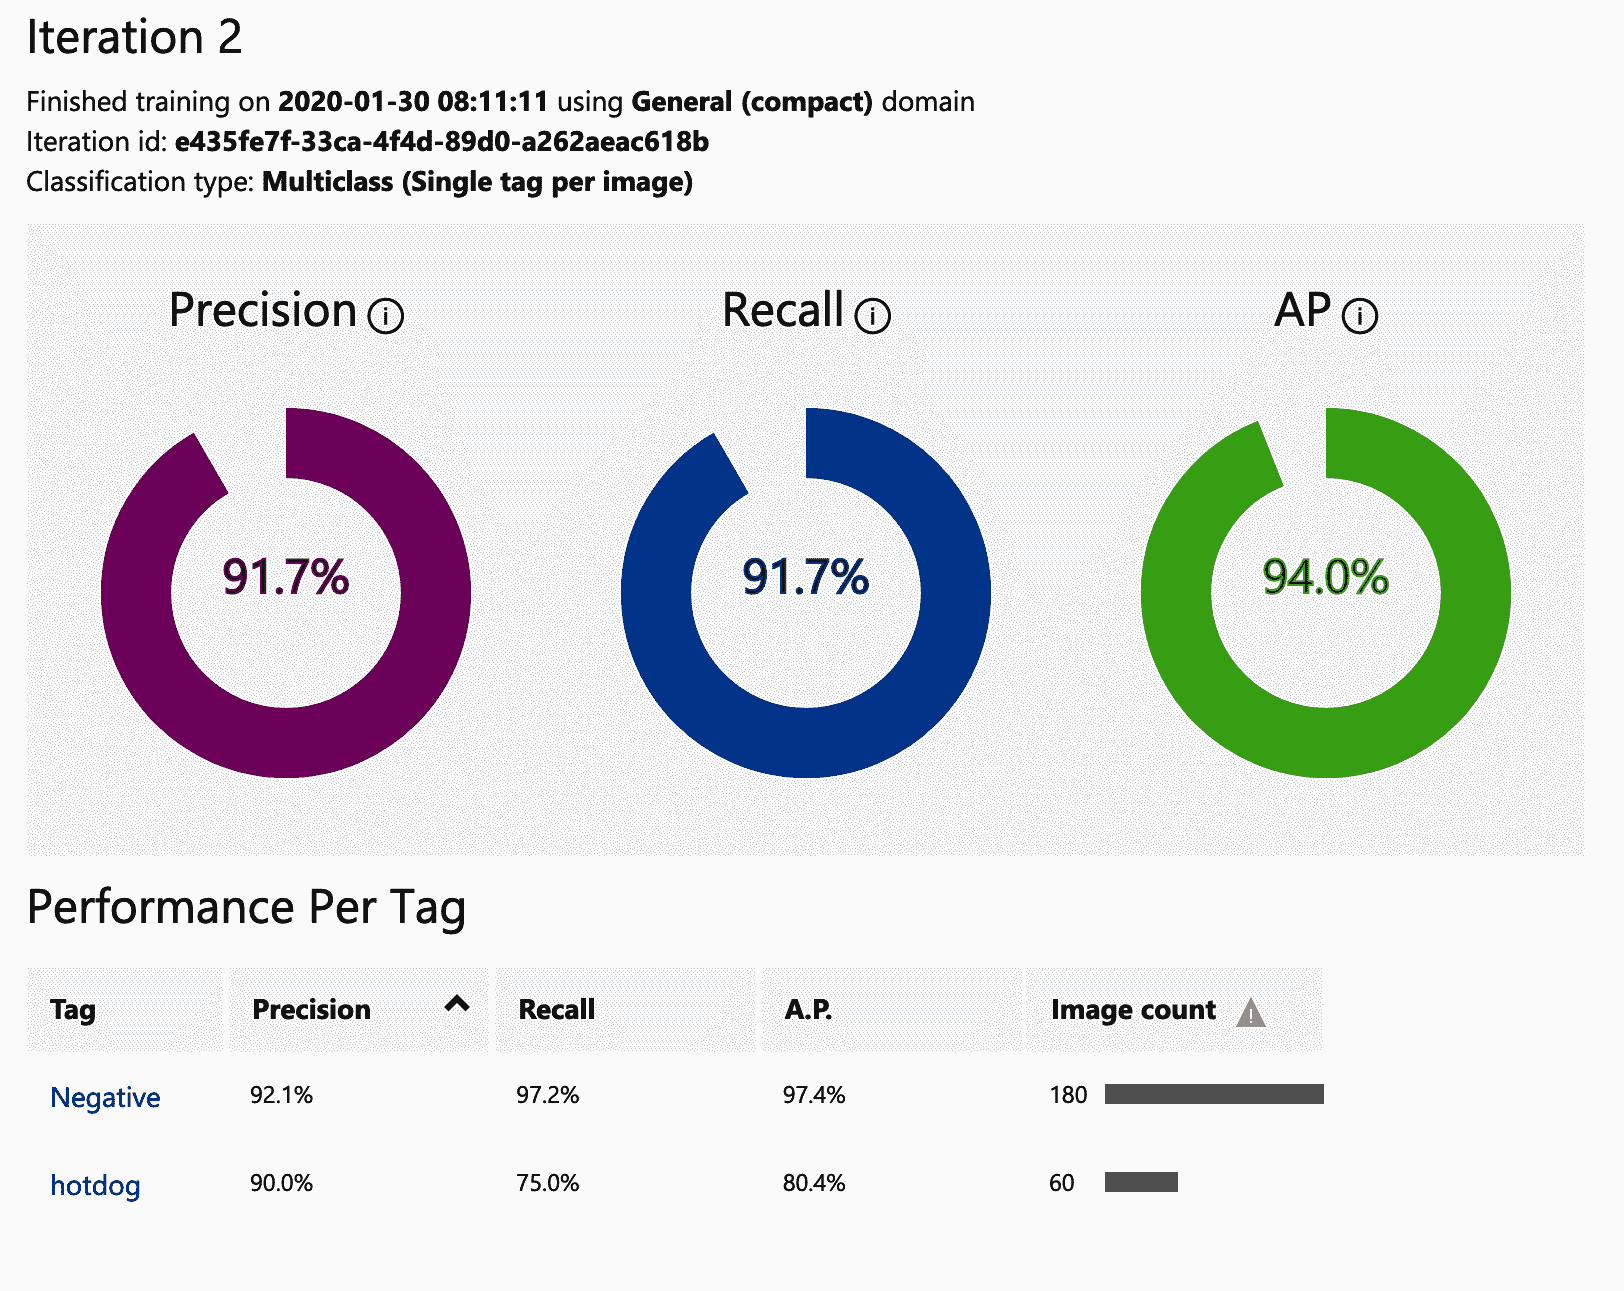 Iteration 2
Finished training on 2020-01-30 08:11:11 using General (compact) domain
Iteration id: e435fe7f-33ca-4f4d-89d0-a262aeac618b
Classification type: Multiclass (Single tag per image)
Precision i Recall i AP i
91.7% 91.7% 94.0%
Performance Per Tag
Tag Precision Recall A.P. Image count
Negative 92.1% 97.2% 97.4% 180
hotdog 90.0% 75.0% 80.4% 60